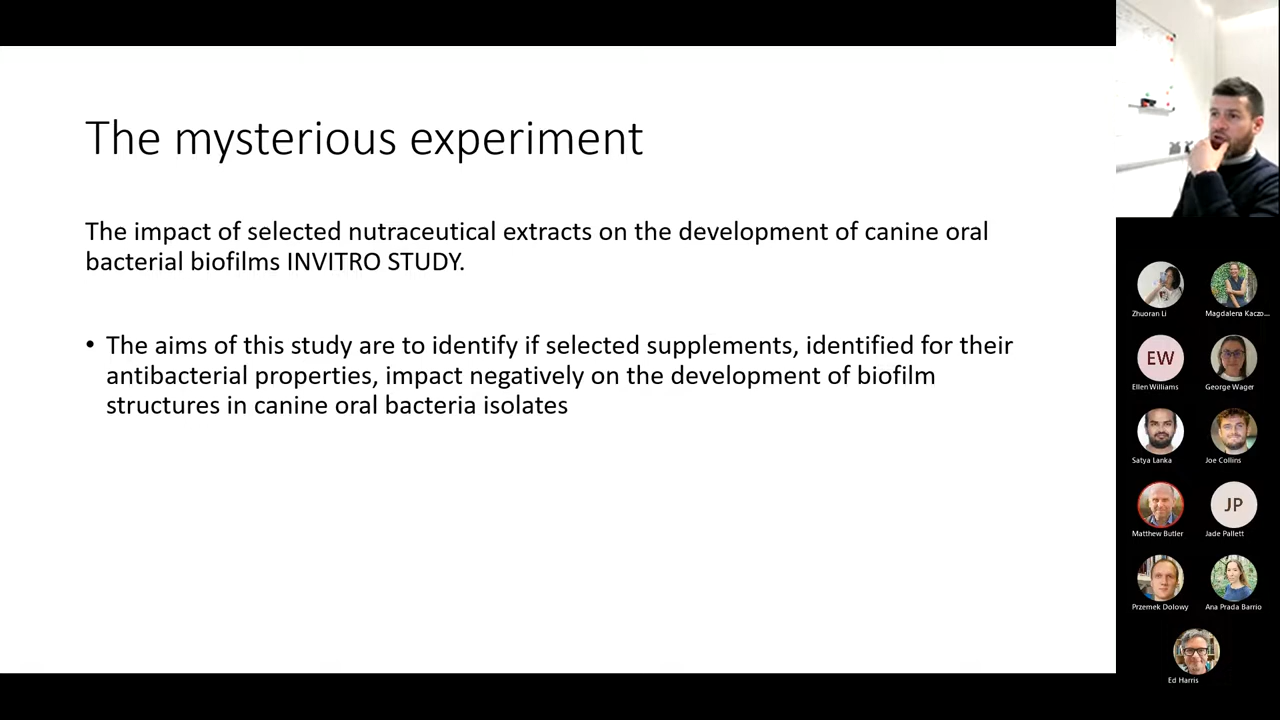 The mysterious experiment
The impact of selected nutraceutical extracts on the development of canine oral
bacterial biofilms INVITRO STUDY.
• The aims of this study are to identify if selected supplements, identified for their
antibacterial properties, impact negatively on the development of biofilm
structures in canine oral bacteria isolates
Zhuoran Li
Magdalena Kaczo...
EW
Ellen Williams
George Wager
Satya Lanka
Joe Collins
Matthew Butler
JP
Jade Pallett
Przemek Dolowy
Ana Prada Barrio
Ed Harris